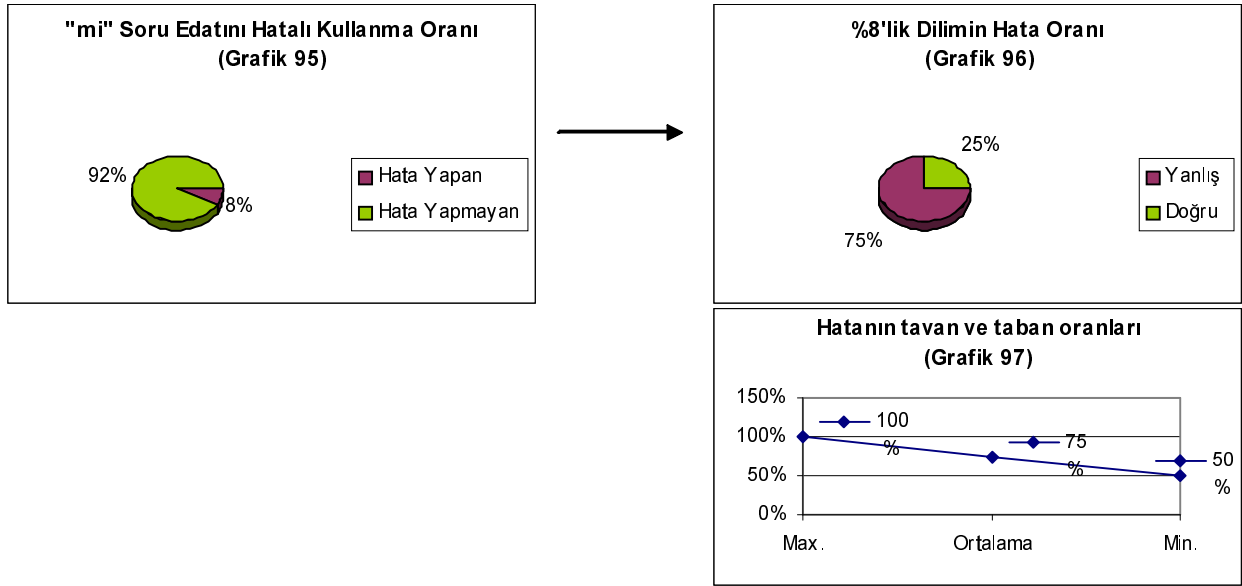 "mi" Soru Edatını Hatalı Kullanma Oranı
(Grafik 95)
92%
8%
Hata Yapan
Hata Yapmayan
%8'lik Dilimin Hata Oranı
(Grafik 96)
25%
75%
Yanlış
Doğru
Hatanın tavan ve taban oranları
(Grafik 97)
150%
100%
50%
0%
100
%
75
%
50
%
Max.
Ortalama
Min.